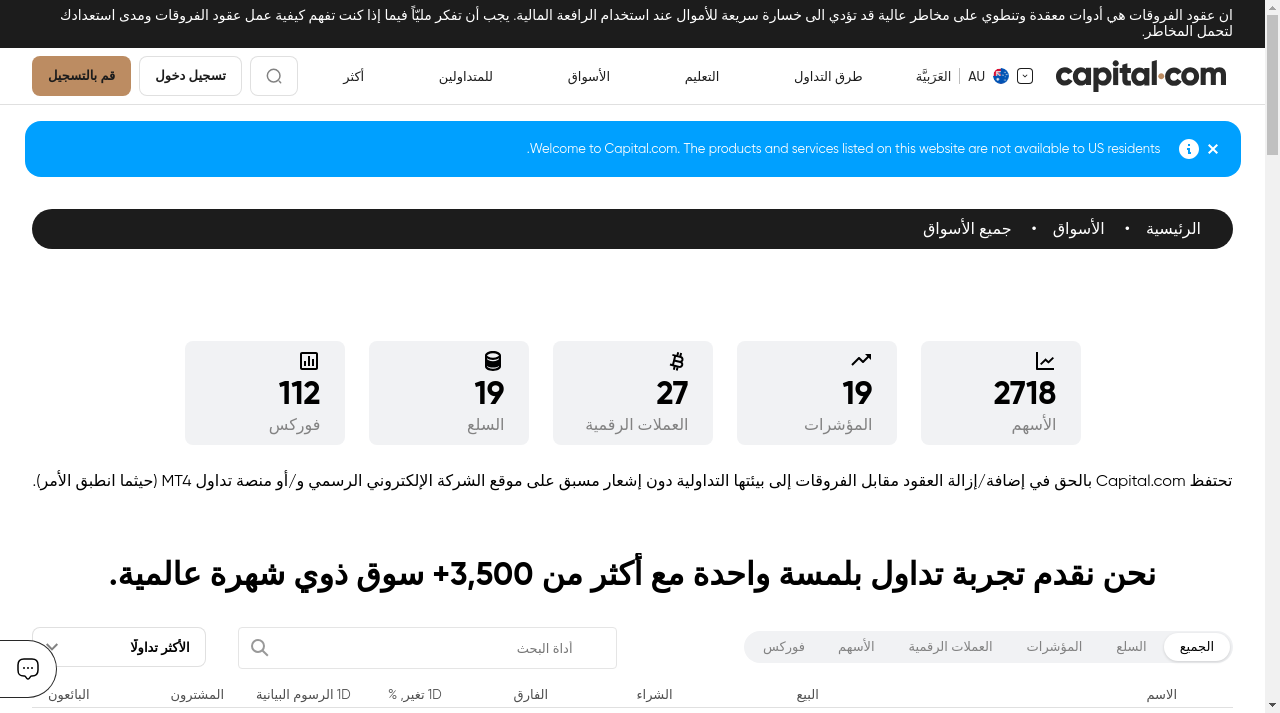 ان عقود الفروقات هي أدوات معقدة وتنطوي على مخاطر عالية قد تؤدي الى خسارة سريعة للأموال عند استخدام الرافعة المالية. يجب أن تفكر مليّاً فيما إذا كنت تفهم كيفية عمل عقود الفروقات ومدى استعدادك
لتحمل المخاطر.
capital.com
AU
العَرَبيَّة
طرق التداول
التعليم
الأسواق
للمتداولين
أكثر
تسجيل دخول
قم بالتسجيل
Welcome to Capital.com. The products and services listed on this website are not available to US residents.
الرئيسية • الأسواق • جميع الأسواق
2718
الأسهم
19
المؤشرات
27
العملات الرقمية
19
السلع
112
فوركس
تحتفظ Capital.com بالحق في إضافة/إزالة العقود مقابل الفروقات إلى بيئتها التداولية دون إشعار مسبق على موقع الشركة الإلكتروني الرسمي و/أو منصة تداول MT4 (حيثما انطبق الأمر).
نحن نقدم تجربة تداول بلمسة واحدة مع أكثر من 3,500+ سوق ذوي شهرة عالمية.
الجميع
السلع
المؤشرات
العملات الرقمية
الأسهم
فوركس
أداة البحث
الأكثر تداولًا
الاسم
البيع
الشراء
الفارق
1D تغير, %
1D الرسوم البيانية
المشترون
البائعون